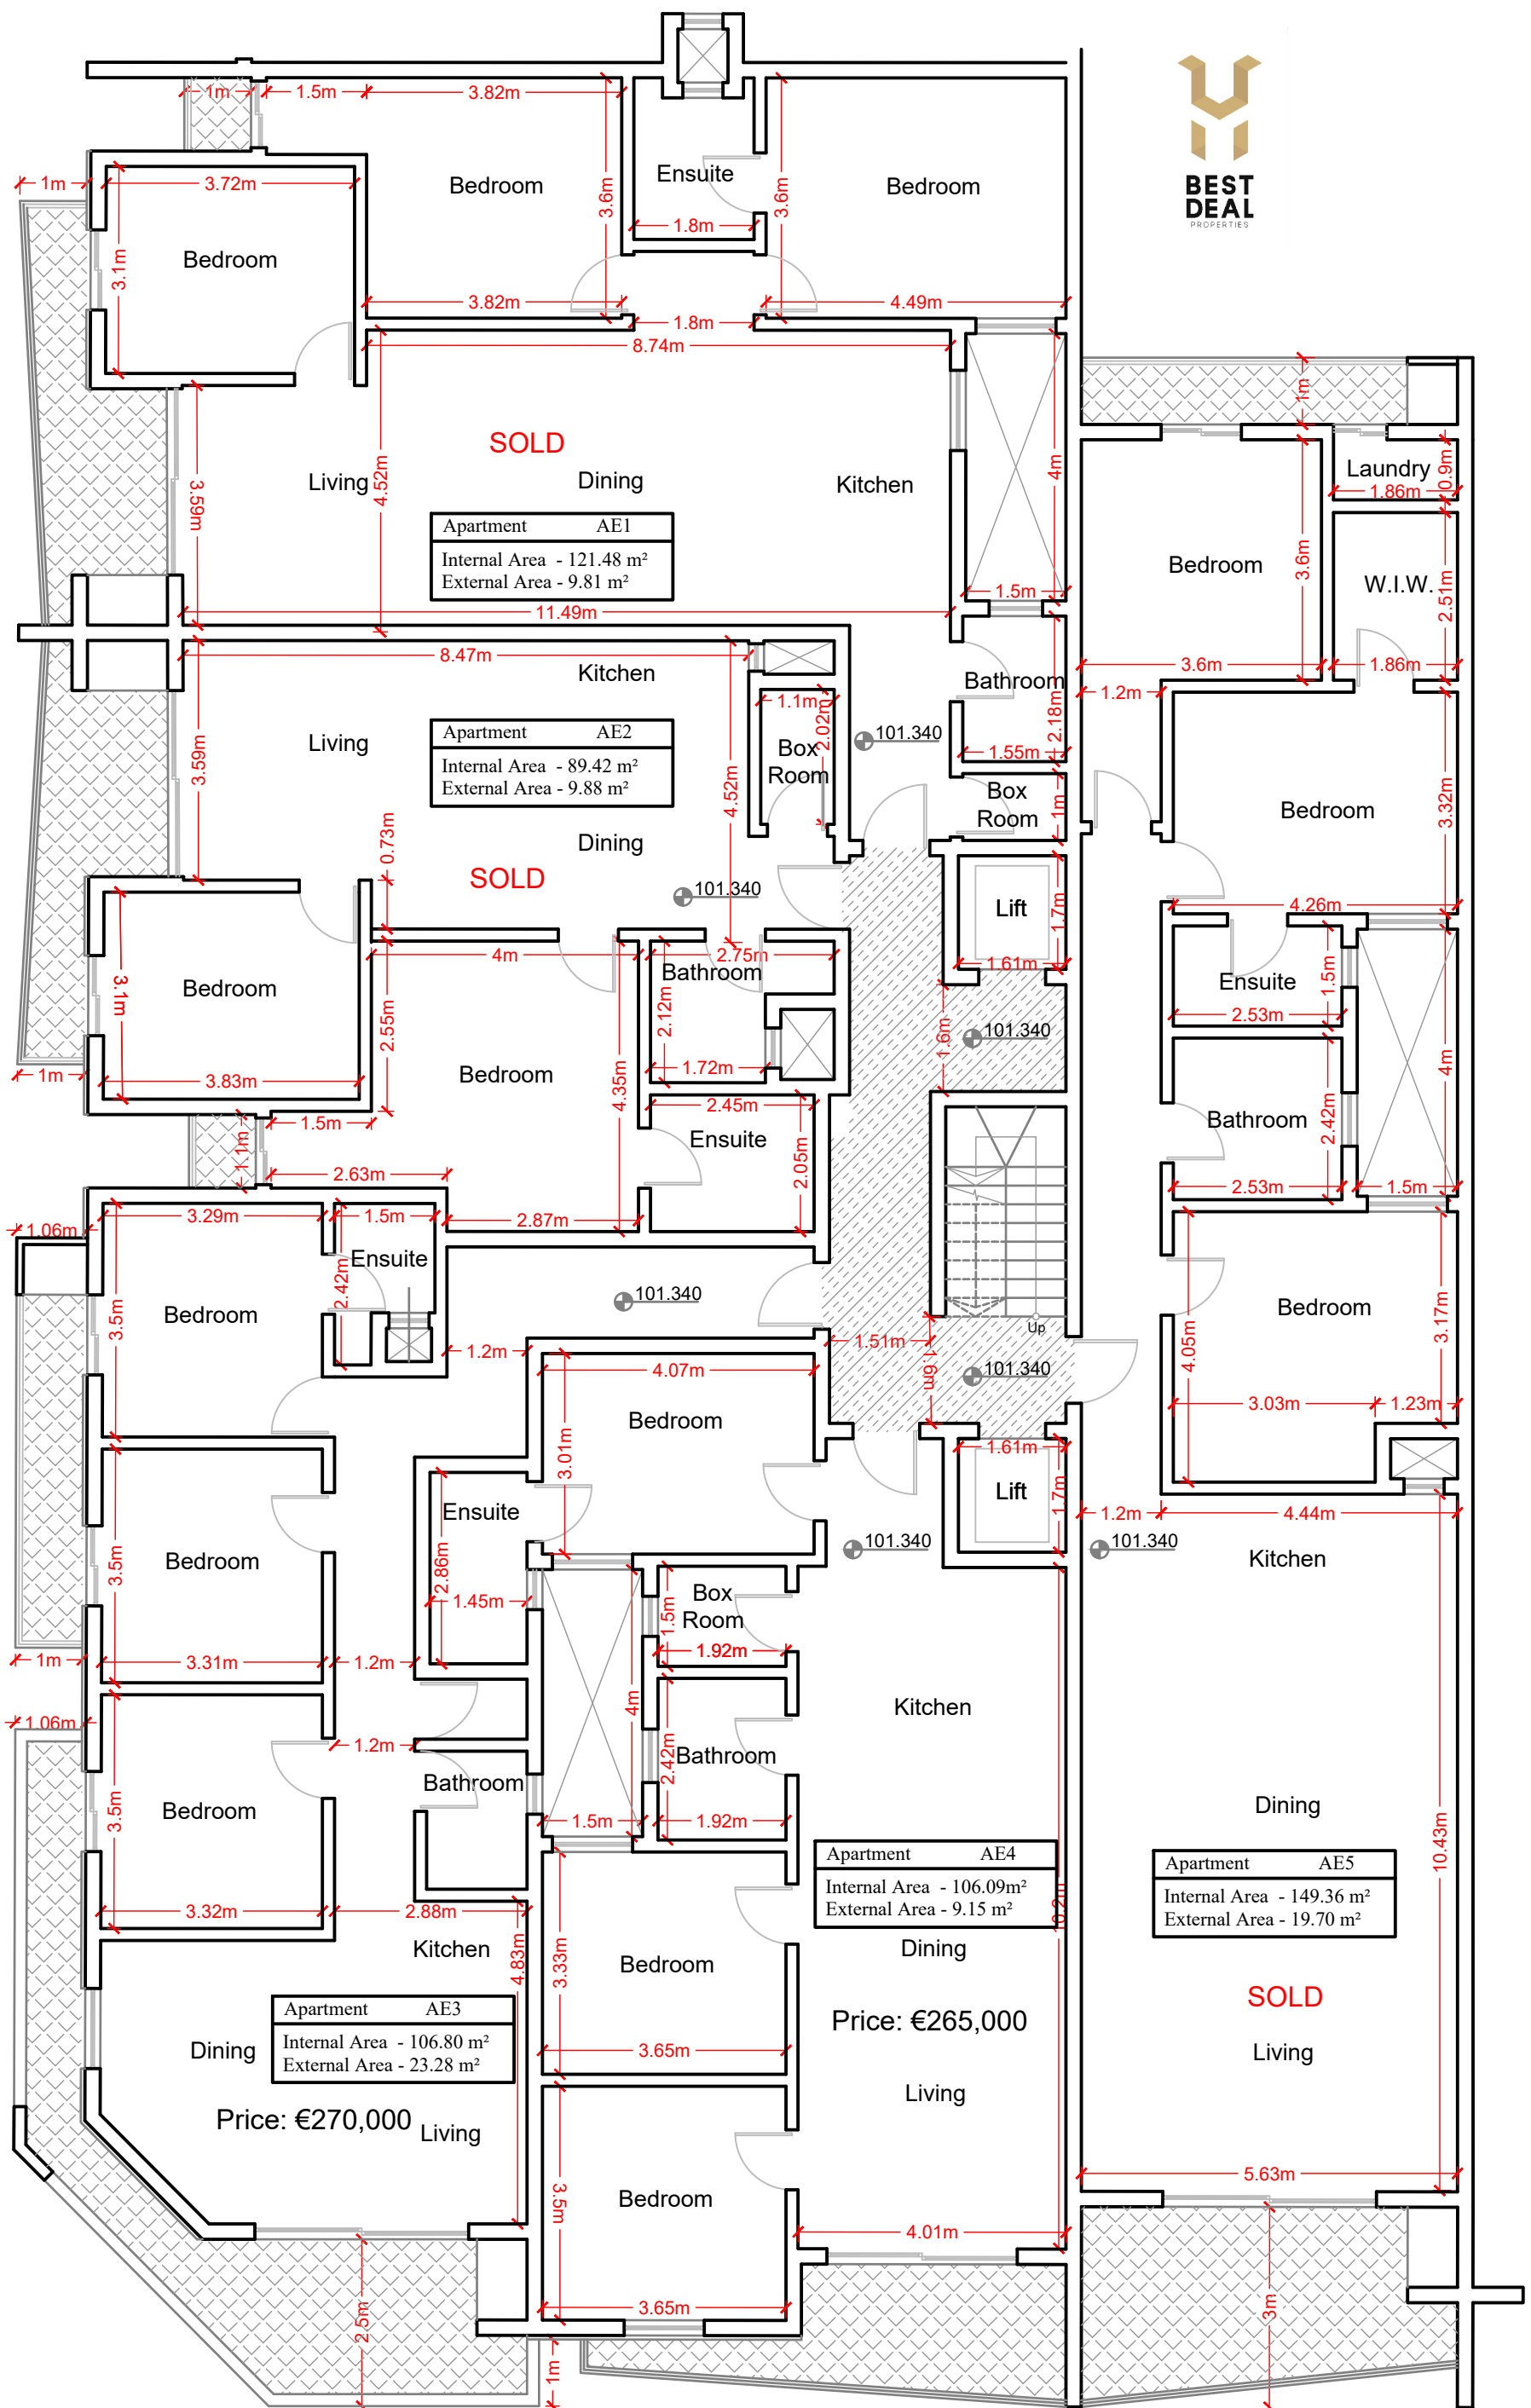 BEST
DEAL
PROPERTIES
1m
1.5m
3.82m
1m
3.72m
Bedroom
3.6m
Ensuite
3.6m
Bedroom
1.8m
3.1m
Bedroom
3.82m
1.8m
4.49m
8.74m
1m
SOLD
Living
4.52m
Dining
Kitchen
4m
3.59m
Laundry
0.9m
1.86m
Apartment AE1
Internal Area - 121.48 m²
External Area - 9.81 m²
Bedroom
3.6m
W.I.W.
2.51m
1.5m
11.49m
8.47m
Kitchen
3.6m
1.86m
Bathroom
1.2m
1.1m
2.02m
2.18m
Apartment AE2
Internal Area - 89.42 m²
External Area - 9.88 m²
Living
3.59m
Box
Room
101.340
1.55m
4.52m
Box
Room
1m
Bedroom
3.32m
0.73m
Dining
SOLD
101.340
Lift
1.7m
4.26m
4m
2.75m
1.61m
Bathroom
3.1m
Bedroom
Ensuite
1.5m
2.53m
2.55m
2.12m
1.6m
101.340
1m
3.83m
Bedroom
4.35m
1.72m
4m
2.45m
1.5m
1.1m
Ensuite
2.05m
Bathroom
2.42m
2.63m
2.53m
1.5m
1.06m
3.29m
1.5m
2.87m
Ensuite
2.42m
3.5m
Bedroom
101.340
Bedroom
3.17m
4.05m
Up
1.2m
1.51m
1.6m
101.340
4.07m
3.03m
1.23m
Bedroom
3.01m
1.61m
Lift
1.7m
Ensuite
2.86m
1.2m
4.44m
101.340
101.340
Kitchen
3.5m
Bedroom
1.45m
Box
Room
1.5m
1.92m
1m
3.31m
1.2m
4m
Kitchen
1.06m
1.2m
2.42m
Bathroom
Bathroom
3.5m
Bedroom
1.5m
1.92m
Dining
10.43m
Apartment AE4
Internal Area - 106.09m²
External Area - 9.15 m²
10.2m
Apartment AE5
Internal Area - 149.36 m²
External Area - 19.70 m²
3.32m
2.88m
Kitchen
4.83m
3.33m
Bedroom
Dining
SOLD
Apartment AE3
Internal Area - 106.80 m²
External Area - 23.28 m²
Price: €265,000
Dining
3.65m
Living
Living
Price: €270,000
Living
5.63m
3.5m
Bedroom
4.01m
2.5m
3.65m
3m
1m